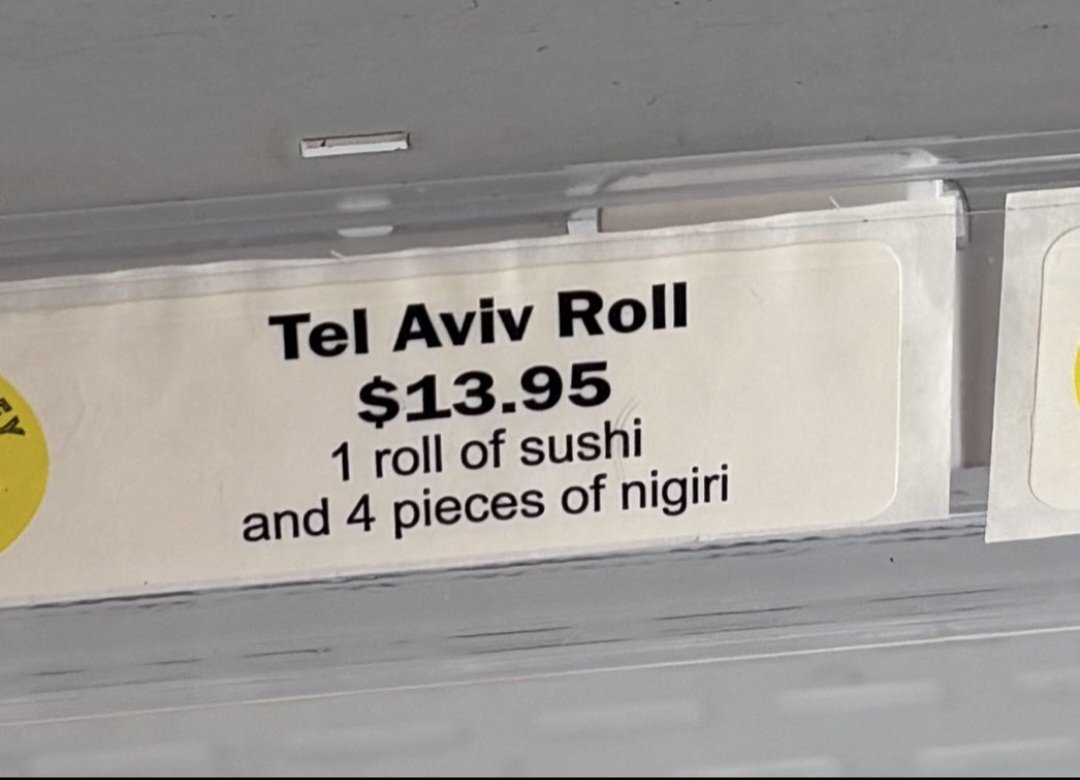 Tel Aviv Roll
$13.95
1 roll of sushi
and 4 pieces of nigiri